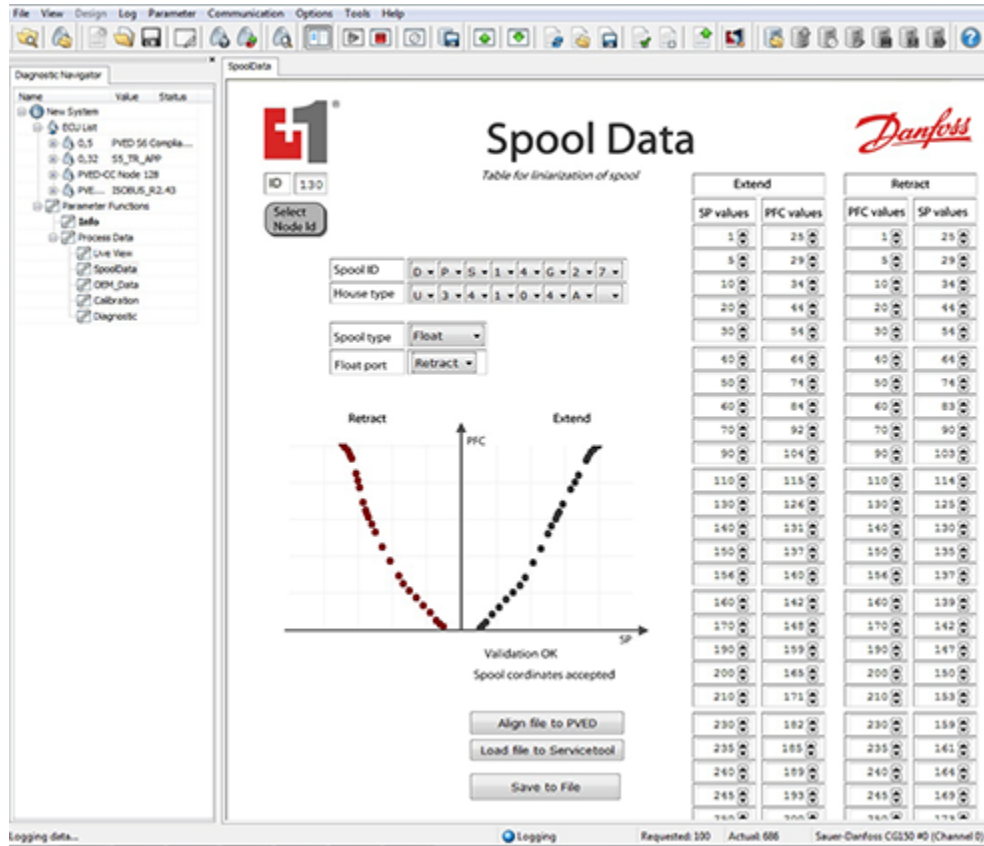 File View Design Log Parameter Communication Options Tools Help
Diagnostic Navigator
SpoolData
Name Value Status
New System
ECU List
0,5 PVED S6 Complia...
0,32 S5_TR_APP
PVED-CC Node 128
PVE... ISOBUS_R2.43
Parameter Functions
Info
Process Data
Live View
SpoolData
OEM_Data
Calibration
Diagnostic
+1
®
Spool Data
Danfoss
Table for liniarization of spool
ID 130
Select
Node Id
Spool ID D P S 1 4 G 2 7
House type U 3 4 1 0 4 A
Spool type Float
Float port Retract
Retract Extend
PFC
SP
Validation OK
Spool cordinates accepted
Align file to PVED
Load file to Servicetool
Save to File
Extend Retract
SP values PFC values PFC values SP values
1 25 1 25
5 29 5 29
10 34 10 34
20 44 20 44
30 54 30 54
40 64 40 64
50 74 50 74
60 84 60 83
70 92 70 90
90 104 90 103
110 115 110 114
130 126 130 125
140 131 140 130
150 137 150 135
156 140 156 137
160 142 160 139
170 148 170 142
190 159 190 147
200 165 200 150
210 171 210 153
230 182 230 159
235 185 235 161
240 189 240 164
245 193 245 169
Logging data... Logging Requested: 100 Actual: 686 Sauer-Danfoss CG150 #0 (Channel 0)